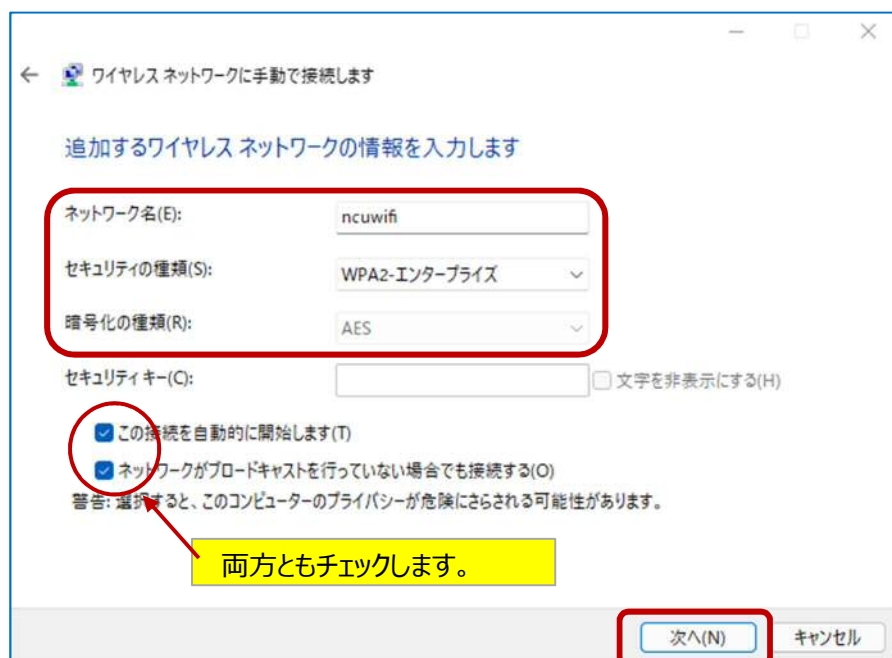 ワイヤレス ネットワークに手動で接続します
追加するワイヤレス ネットワークの情報を入力します
ネットワーク名(E): ncuwifi
セキュリティの種類(S): WPA2-エンタープライズ
暗号化の種類(R): AES
セキュリティ キー(C): 文字を非表示にする(H)
この接続を自動的に開始します(T)
ネットワークがブロードキャストを行っていない場合でも接続する(O)
警告: 選択すると、このコンピューターのプライバシーが危険にさらされる可能性があります。
両方ともチェックします。
次へ(N) キャンセル